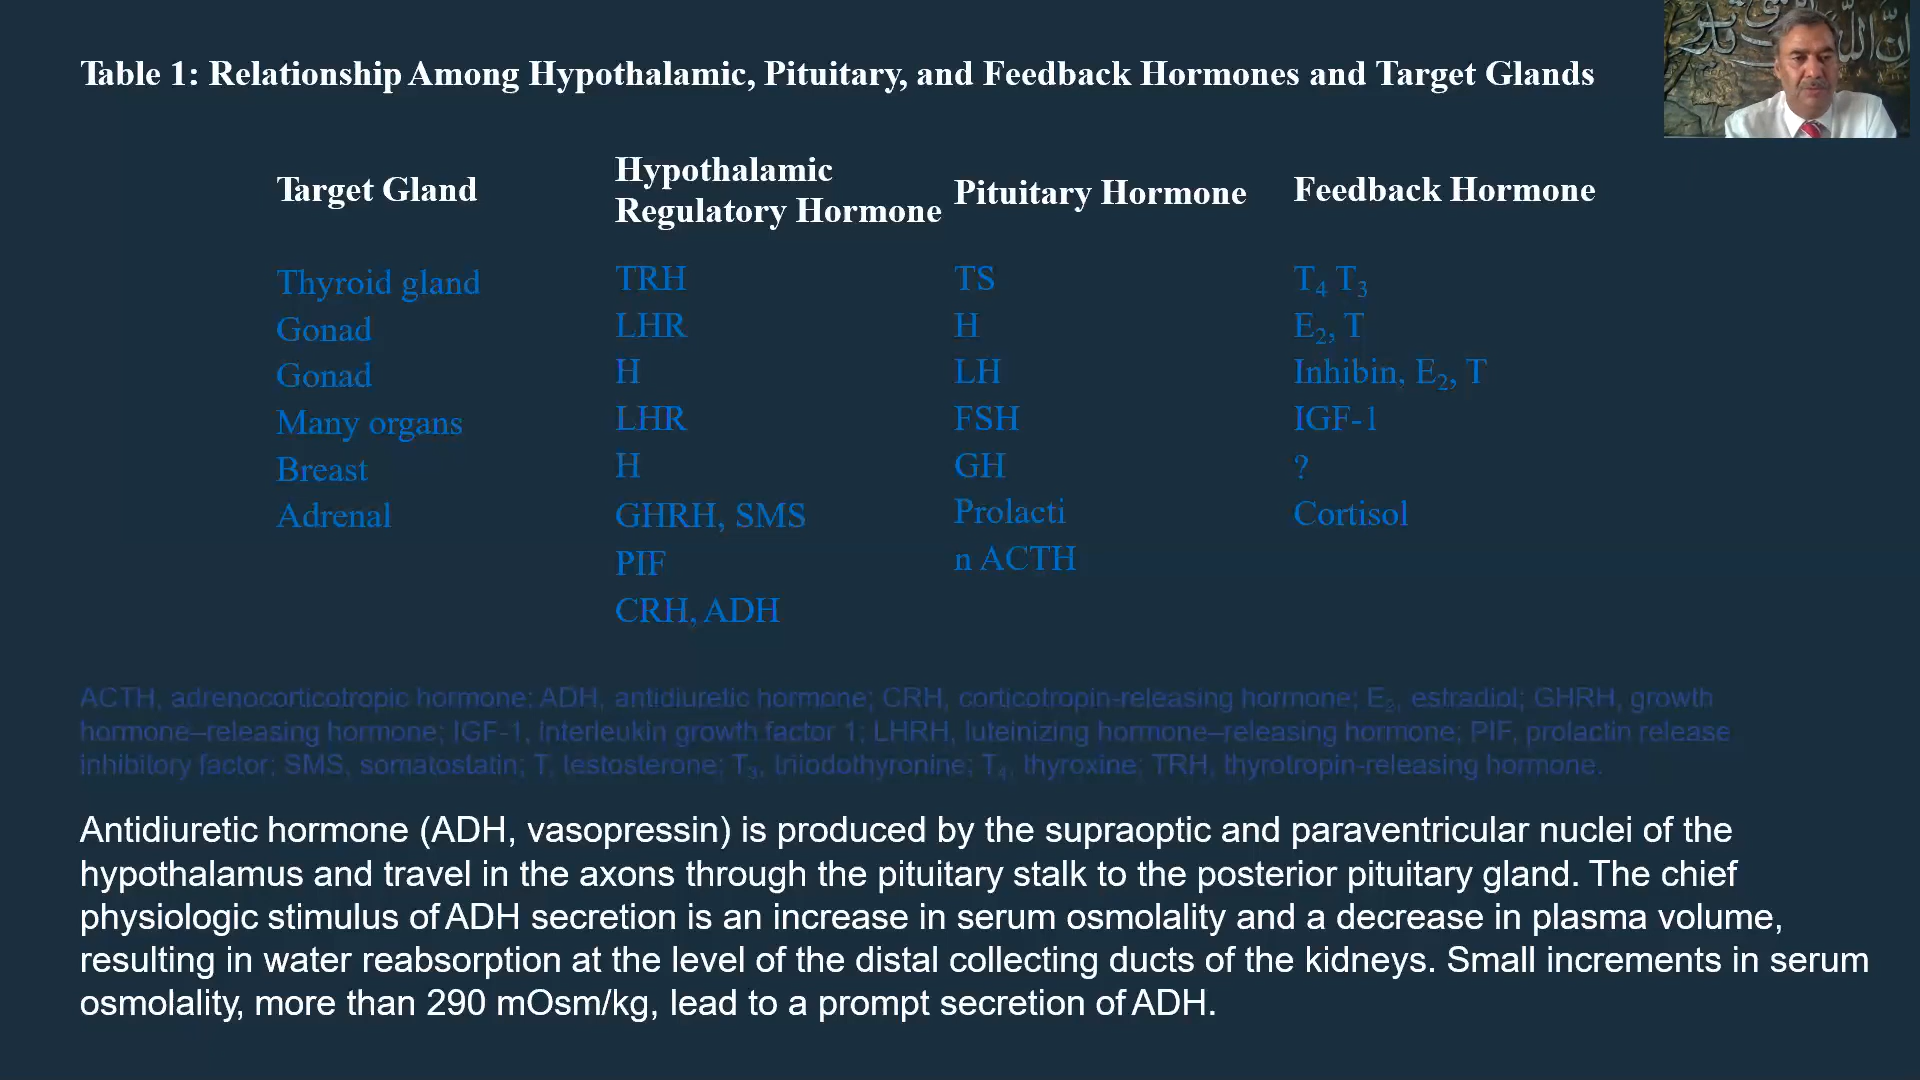 Table 1: Relationship Among Hypothalamic, Pituitary, and Feedback Hormones and Target Glands
Target Gland
Hypothalamic
Regulatory Hormone
Pituitary Hormone
Feedback Hormone
Thyroid gland
Gonad
Gonad
Many organs
Breast
Adrenal
TRH
LHR
H
LHR
H
GHRH, SMS
PIF
CRH, ADH
TS
H
LH
FSH
GH
Prolacti
n ACTH
T₄ T₃
E₂, T
Inhibin, E₂, T
IGF-1
?
Cortisol
ACTH, adrenocorticotropic hormone; ADH, antidiuretic hormone; CRH, corticotropin-releasing hormone; E₂, estradiol; GHRH, growth
hormone–releasing hormone; IGF-1, interleukin growth factor 1; LHRH, luteinizing hormone–releasing hormone; PIF, prolactin release
inhibitory factor; SMS, somatostatin; T, testosterone; T₃, triiodothyronine; T₄, thyroxine; TRH, thyrotropin-releasing hormone.
Antidiuretic hormone (ADH, vasopressin) is produced by the supraoptic and paraventricular nuclei of the
hypothalamus and travel in the axons through the pituitary stalk to the posterior pituitary gland. The chief
physiologic stimulus of ADH secretion is an increase in serum osmolality and a decrease in plasma volume,
resulting in water reabsorption at the level of the distal collecting ducts of the kidneys. Small increments in serum
osmolality, more than 290 mOsm/kg, lead to a prompt secretion of ADH.